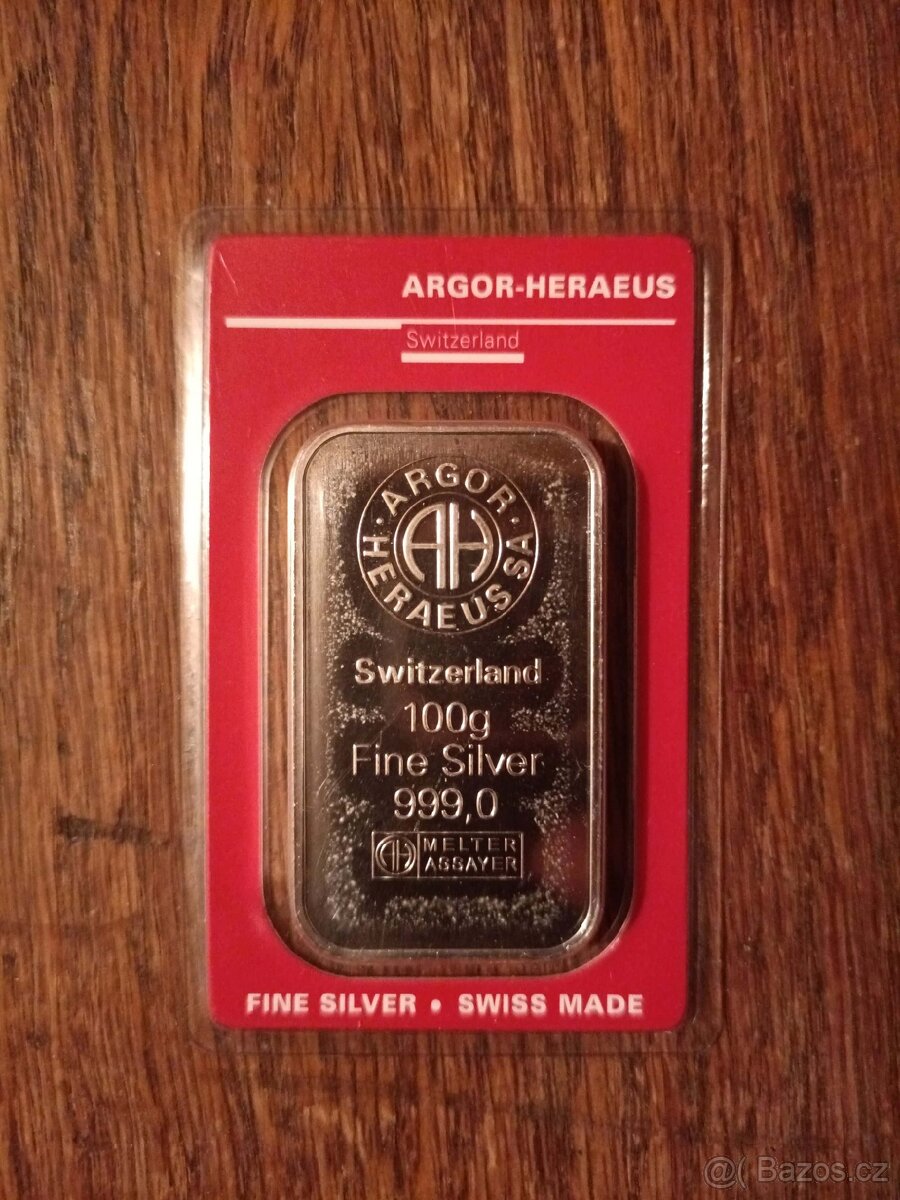 ARGOR-HERAEUS
Switzerland
ARGOR HERAEUS SA
AH
Switzerland
100g
Fine Silver
999,0
AH MELTER
ASSAYER
FINE SILVER • SWISS MADE
@( Bazos.cz